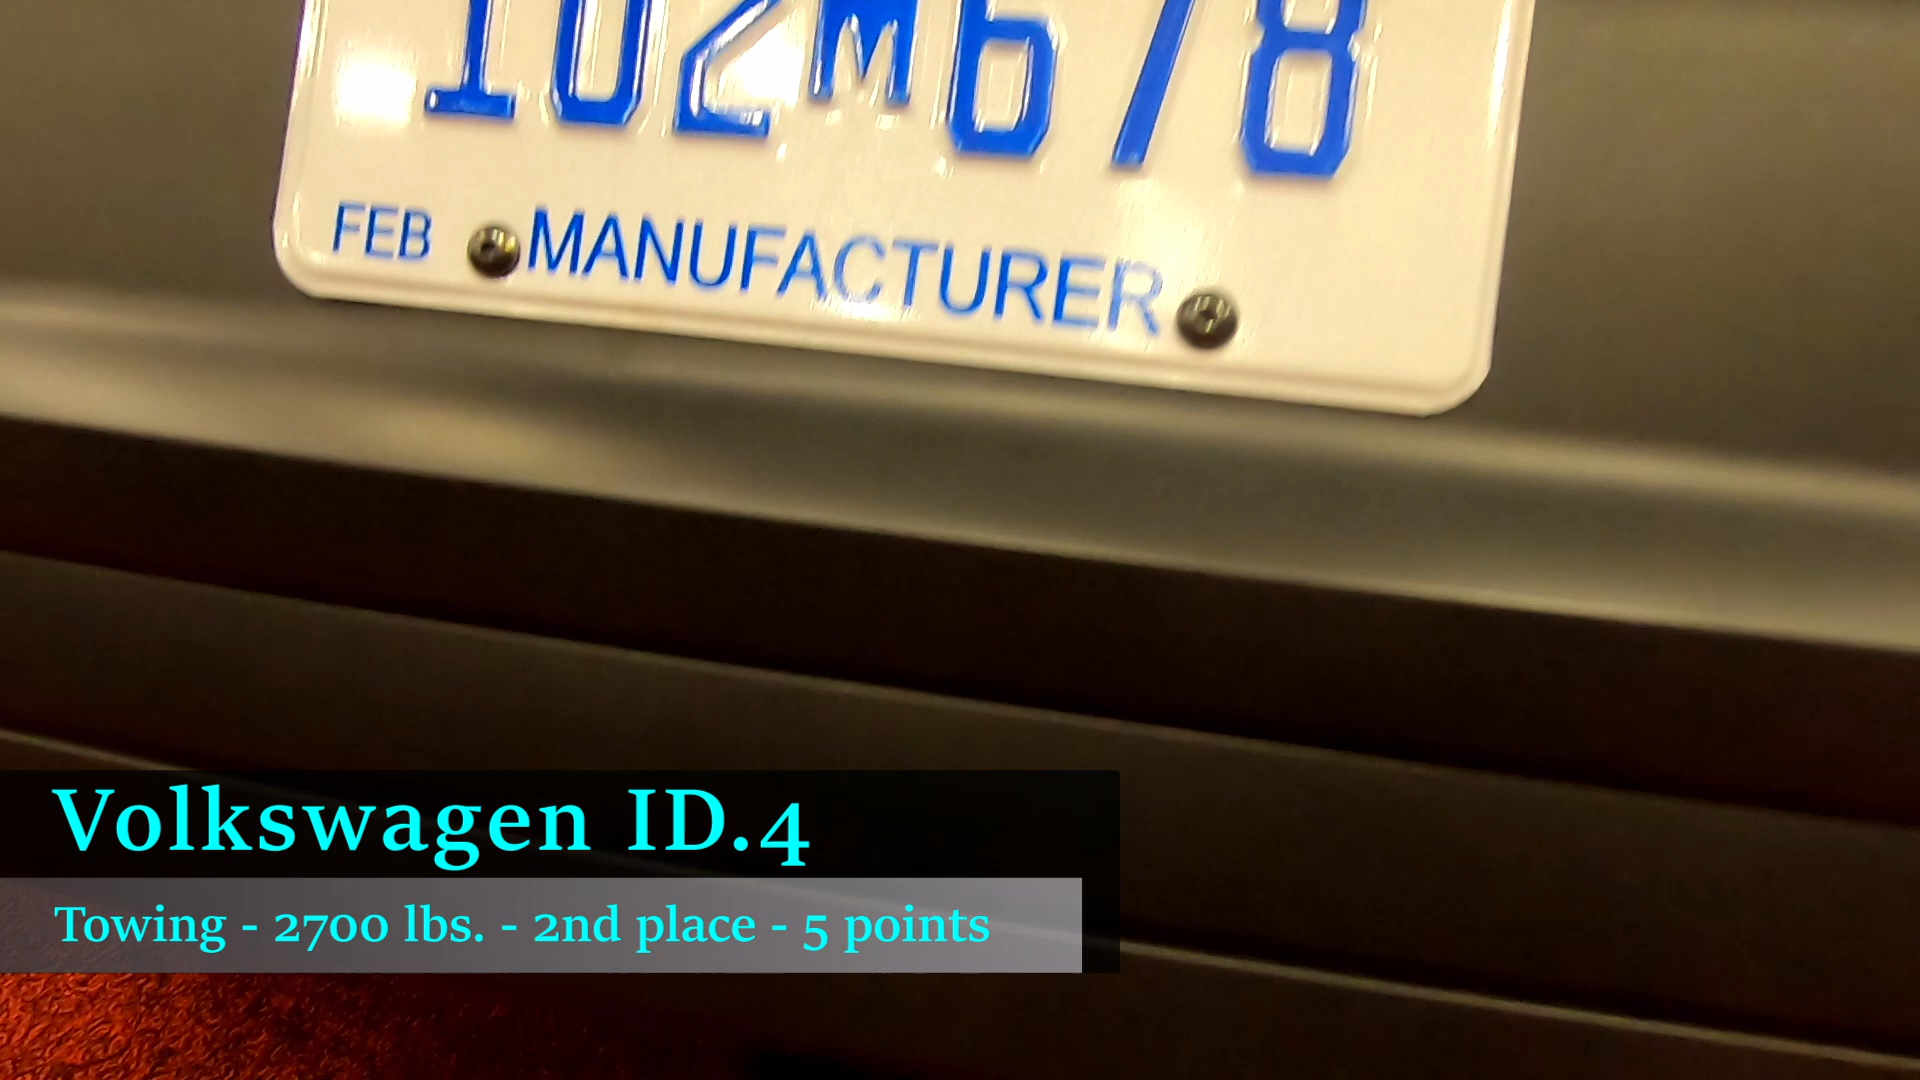 102M678
FEB MANUFACTURER
Volkswagen ID.4
Towing - 2700 lbs. - 2nd place - 5 points